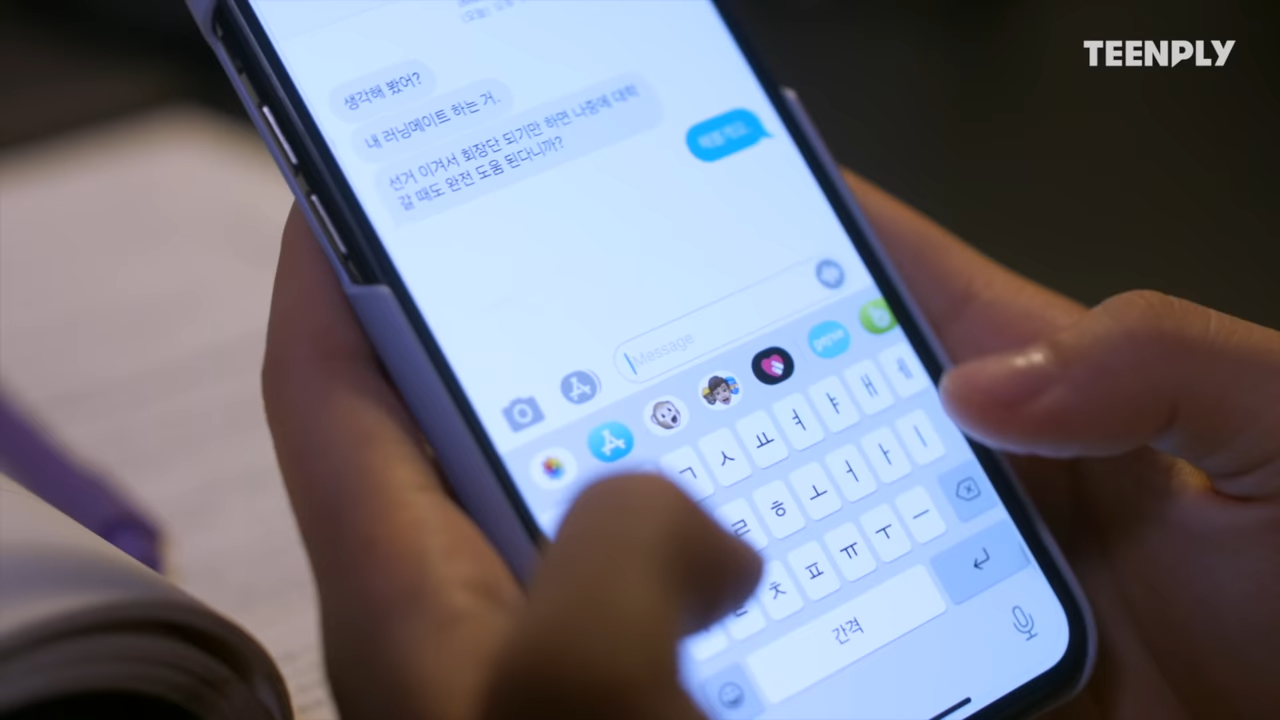 TEENPLY
생각해 봤어?
내 러닝메이트 하는 거.
선거 이겨서 회장단 되기만 하면 나중에 대학
갈 때도 완전 도움 된다니까?
Message
ㄱ ㅅ ㅛ ㅕ ㅑ ㅐ ㅔ
ㄹ ㅎ ㅗ ㅓ ㅏ ㅣ
ㅊ ㅍ ㅠ ㅜ ㅡ
간격